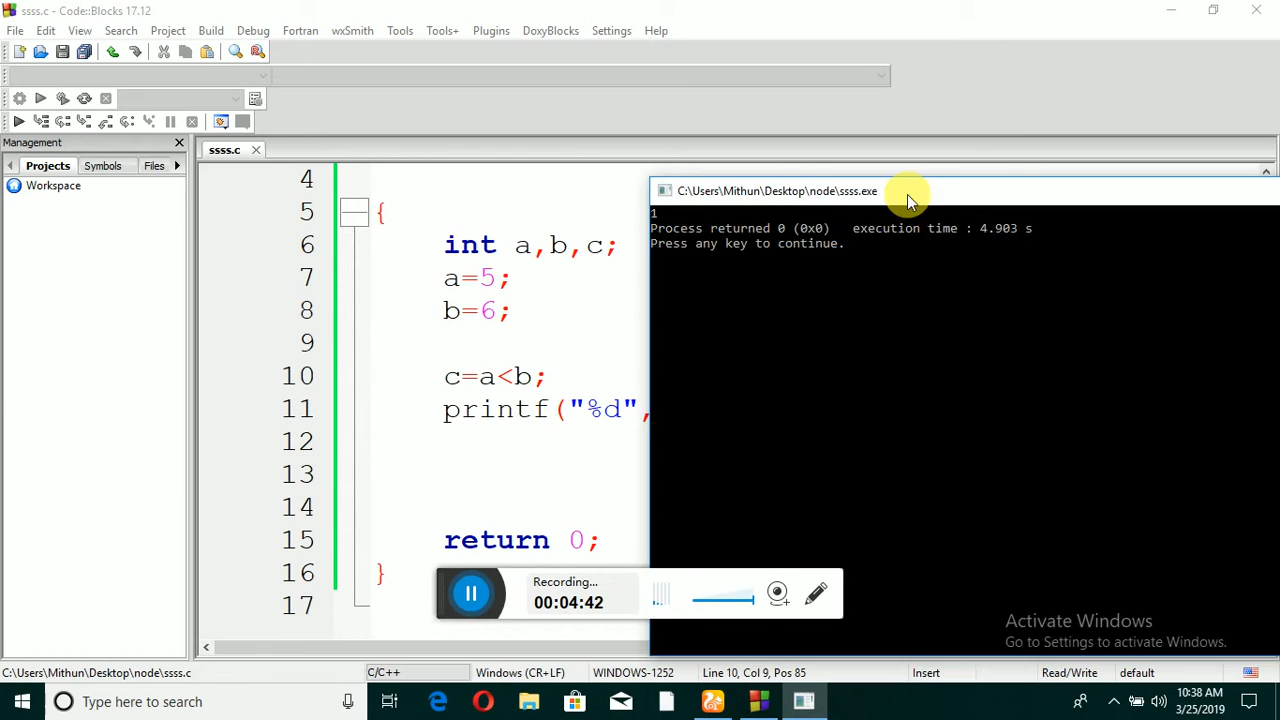 ssss.c - Code::Blocks 17.12
File Edit View Search Project Build Debug Fortran wxSmith Tools Tools+ Plugins DoxyBlocks Settings Help
Management
Projects Symbols Files
Workspace
ssss.c
4
5 {
6 int a,b,c;
7 a=5;
8 b=6;
9
10 c=a<b;
11 printf("%d",
12
13
14
15 return 0;
16 }
17
C:\Users\Mithun\Desktop\node\ssss.exe
1
Process returned 0 (0x0)   execution time : 4.903 s
Press any key to continue.
Recording...
00:04:42
Activate Windows
Go to Settings to activate Windows.
C:\Users\Mithun\Desktop\node\ssss.c C/C++ Windows (CR+LF) WINDOWS-1252 Line 10, Col 9, Pos 85 Insert Read/Write default
Type here to search
10:38 AM
3/25/2019